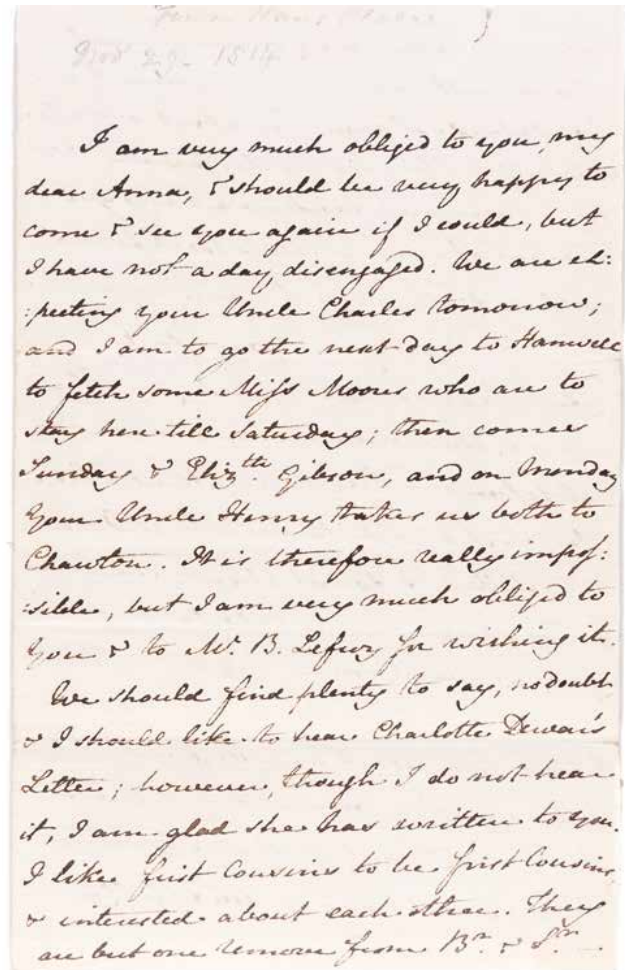 Nov 29 1814
I am very much obliged to you, my
dear Anna, & should be very happy to
come & see you again if I could, but
I have not a day disengaged. We are ex:
:pecting your Uncle Charles tomorrow;
and I am to go the next day to Hanwell
to fetch some Miss Moores who are to
stay here till Saturday; then comes
Sunday & Eliz.th Gibson, and on Monday
Your Uncle Henry takes us both to
Chawton. It is therefore really impos:
:sible, but I am very much obliged to
You & to Mr. B. Lefroy for wishing it.
We should find plenty to say, no doubt
& I should like to hear Charlotte Dewar's
Letter; however, though I do not hear
it, I am glad she has written to you.
I like first Cousins to be first Cousins
& interested about each other. They
are but one remove from Br. & Sr.